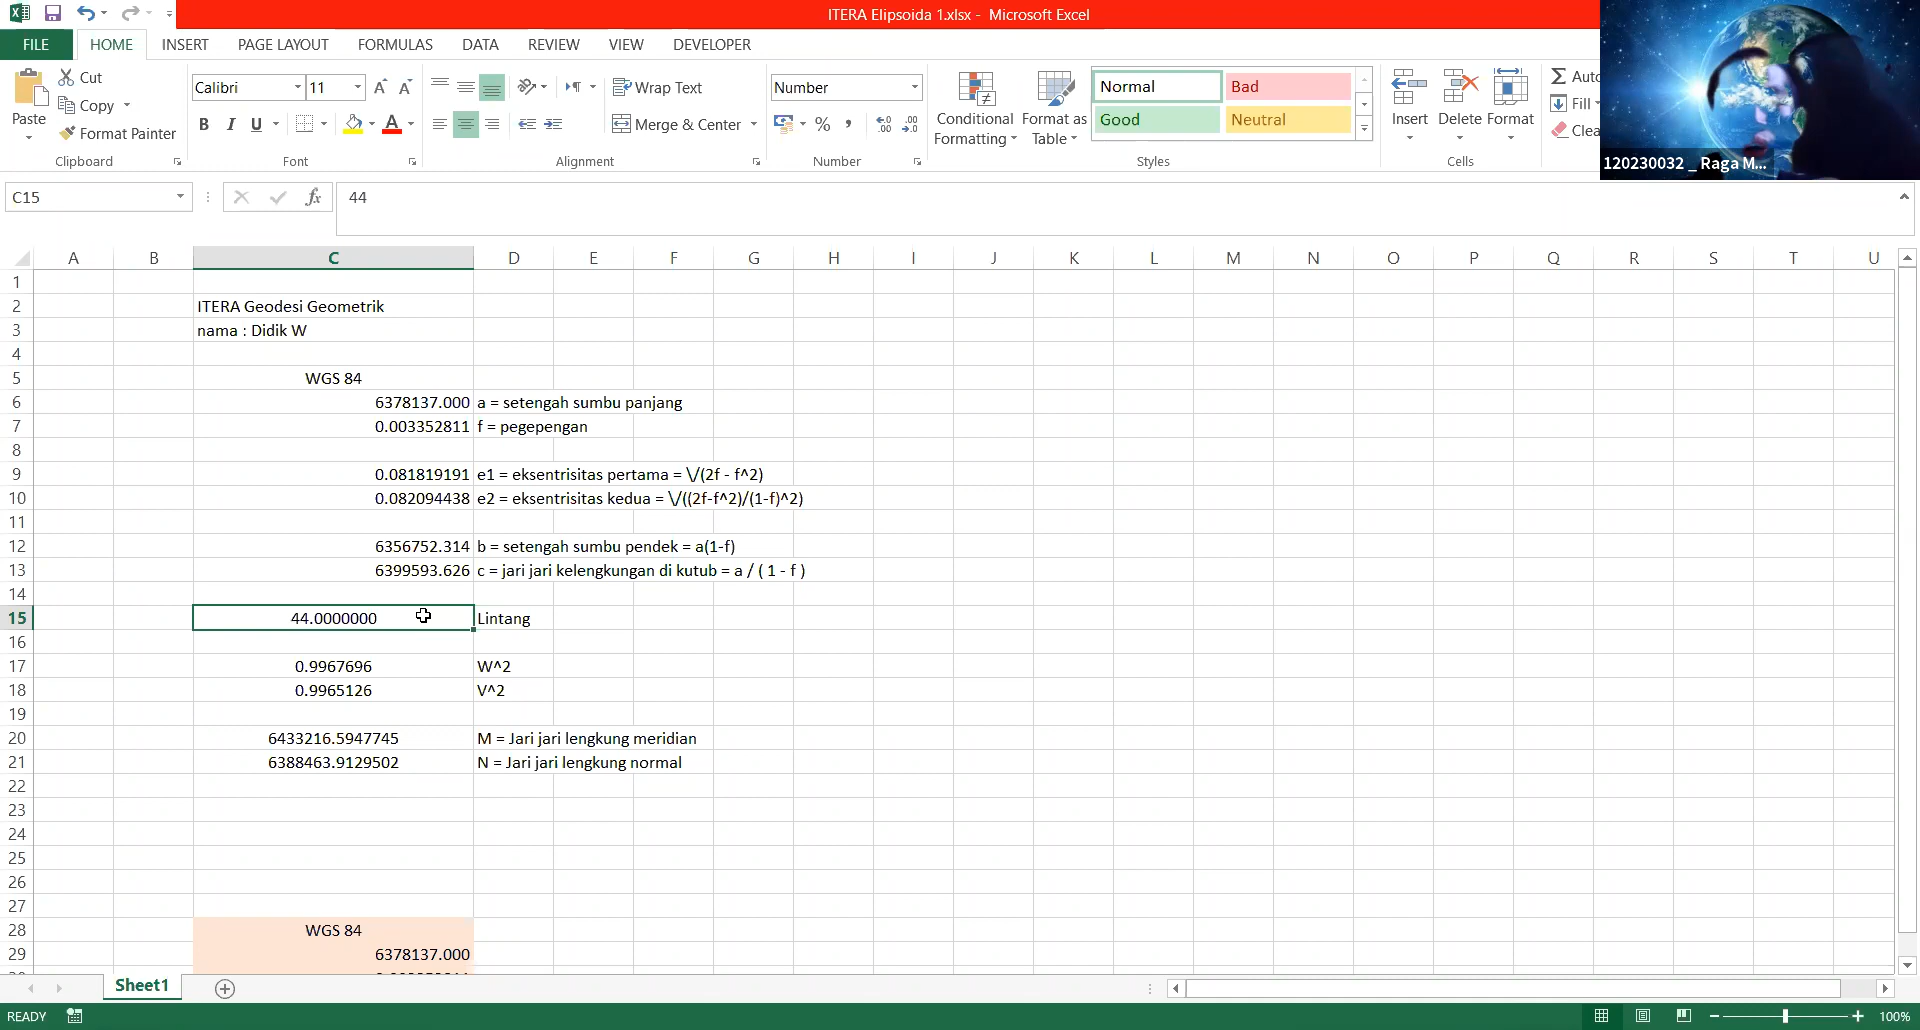 ITERA Elipsoida 1.xlsx - Microsoft Excel
FILE HOME INSERT PAGE LAYOUT FORMULAS DATA REVIEW VIEW DEVELOPER
Cut
Copy
Format Painter
Paste
Calibri 11
B I U
Wrap Text
Merge & Center
Number
Conditional Formatting
Format as Table
Normal Bad
Good Neutral
Insert Delete Format
Auto
Fill
Clea
Clipboard Font Alignment Number Styles Cells
120230032 _ Raga M...
C15 fx 44
A B C D E F G H I J K L M N O P Q R S T U
1
2 ITERA Geodesi Geometrik
3 nama : Didik W
4
5 WGS 84
6 6378137.000 a = setengah sumbu panjang
7 0.003352811 f = pegepengan
8
9 0.081819191 e1 = eksentrisitas pertama = \/(2f - f^2)
10 0.082094438 e2 = eksentrisitas kedua = \/((2f-f^2)/(1-f)^2)
11
12 6356752.314 b = setengah sumbu pendek = a(1-f)
13 6399593.626 c = jari jari kelengkungan di kutub = a / ( 1 - f )
14
15 44.0000000 Lintang
16
17 0.9967696 W^2
18 0.9965126 V^2
19
20 6433216.5947745 M = Jari jari lengkung meridian
21 6388463.9129502 N = Jari jari lengkung normal
22
23
24
25
26
27
28 WGS 84
29 6378137.000
Sheet1
READY 100%